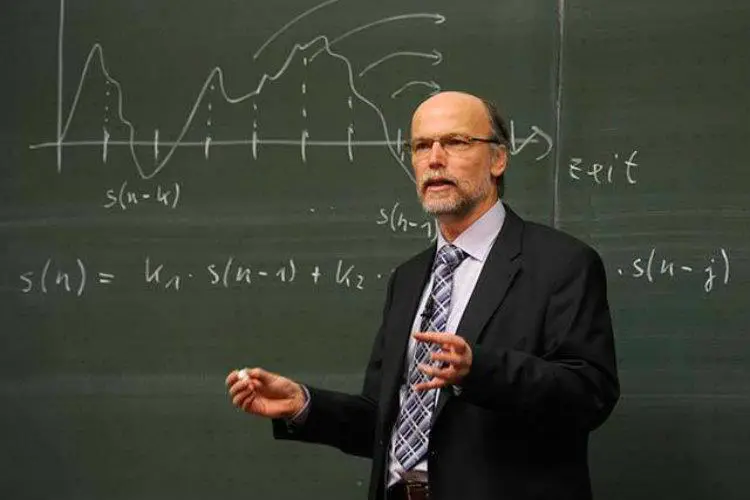 s(n-k)
Zeit
s(n-1)
s(n) = k₁ · s(n-1) + k₂ · · s(n-j)